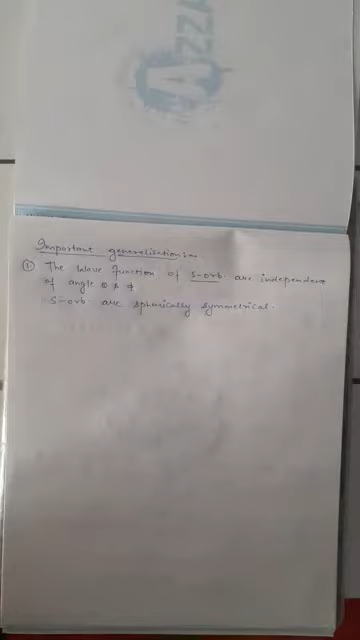 Important generalisation:-
① The wave function of s-orb. are independent
of angle θ & ϕ
s-orb. are spherically symmetrical.